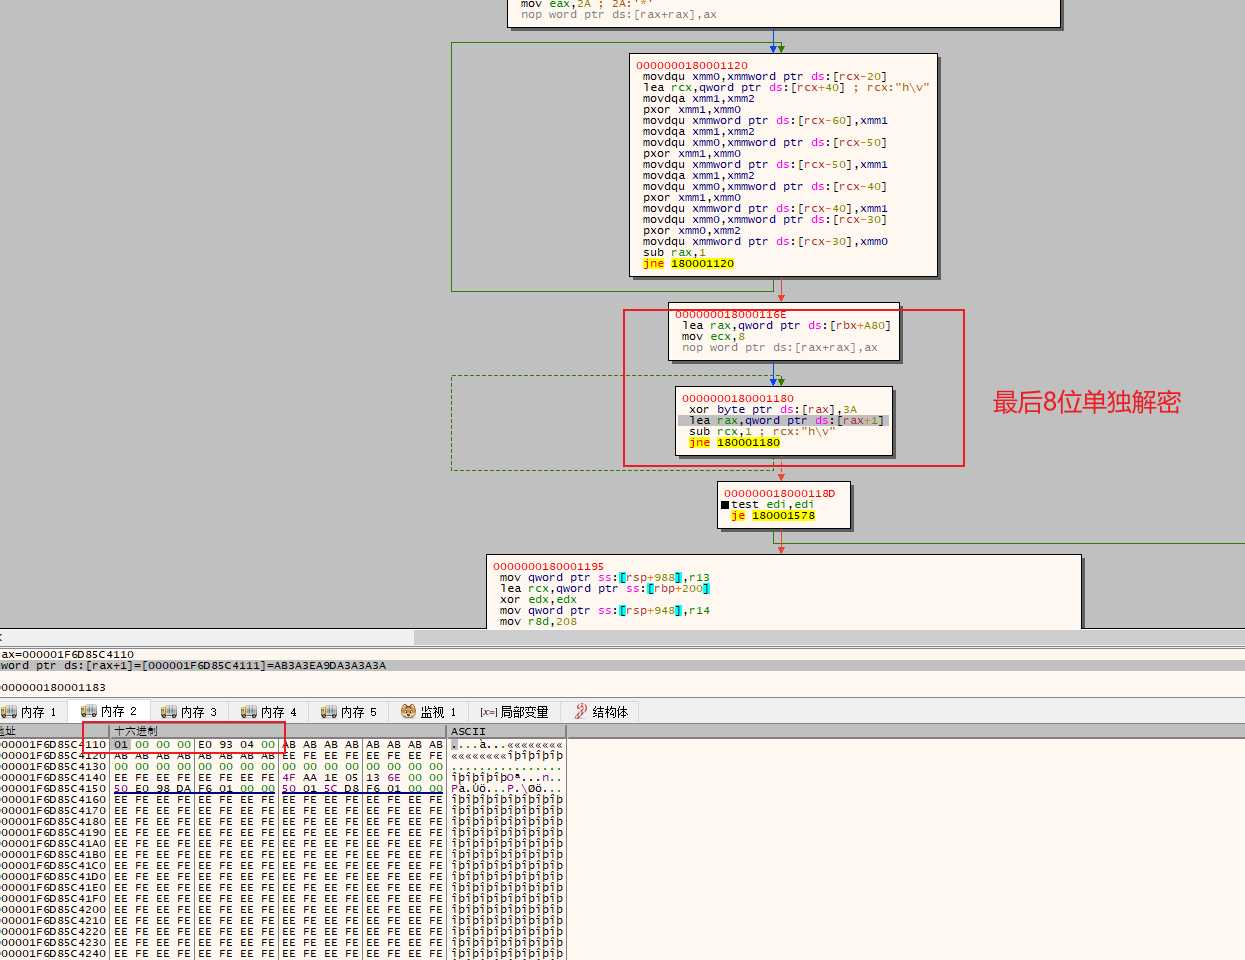 mov eax,2A ; 2A:'*'
nop word ptr ds:[rax+rax],ax
0000000180001120
movdqu xmm0,xmmword ptr ds:[rcx-20]
lea rcx,qword ptr ds:[rcx+40] ; rcx:"h\v"
movdqa xmm1,xmm2
pxor xmm1,xmm0
movdqu xmmword ptr ds:[rcx-60],xmm1
movdqa xmm1,xmm2
movdqu xmm0,xmmword ptr ds:[rcx-50]
pxor xmm1,xmm0
movdqu xmmword ptr ds:[rcx-50],xmm1
movdqa xmm1,xmm2
movdqu xmm0,xmmword ptr ds:[rcx-40]
pxor xmm1,xmm0
movdqu xmmword ptr ds:[rcx-40],xmm1
movdqu xmm0,xmmword ptr ds:[rcx-30]
pxor xmm0,xmm2
movdqu xmmword ptr ds:[rcx-30],xmm0
sub rax,1
jne 180001120
000000018000116E
lea rax,qword ptr ds:[rbx+A80]
mov ecx,8
nop word ptr ds:[rax+rax],ax
0000000180001180
xor byte ptr ds:[rax],3A
lea rax,qword ptr ds:[rax+1]
sub rcx,1 ; rcx:"h\v"
jne 180001180
最后8位单独解密
000000018000118D
test edi,edi
je 180001578
0000000180001195
mov qword ptr ss:[rsp+988],r13
lea rcx,qword ptr ss:[rbp+200]
xor edx,edx
mov qword ptr ss:[rsp+948],r14
mov r8d,208
ax=000001F6D85C4110
word ptr ds:[rax+1]=[000001F6D85C4111]=AB3A3EA9DA3A3A3A
0000000180001183
内存 1 内存 2 内存 3 内存 4 内存 5 监视 1 [x=] 局部变量 结构体
地址 十六进制 ASCII
00001F6D85C4110 01 00 00 00 E0 93 04 00 AB AB AB AB AB AB AB AB ....à...««««««««
00001F6D85C4120 AB AB AB AB AB AB AB AB EE FE EE FE EE FE EE FE ««««««««îþîþîþîþ
00001F6D85C4130 00 00 00 00 00 00 00 00 00 00 00 00 00 00 00 00 ................
00001F6D85C4140 EE FE EE FE EE FE EE FE 4F AA 1E 05 13 6E 00 00 îþîþîþîþOª...n..
00001F6D85C4150 50 E0 98 DA F6 01 00 00 50 01 5C D8 F6 01 00 00 Pà.Úö...P.\Øö...
00001F6D85C4160 EE FE EE FE EE FE EE FE EE FE EE FE EE FE EE FE îþîþîþîþîþîþîþîþ
00001F6D85C4170 EE FE EE FE EE FE EE FE EE FE EE FE EE FE EE FE îþîþîþîþîþîþîþîþ
00001F6D85C4180 EE FE EE FE EE FE EE FE EE FE EE FE EE FE EE FE îþîþîþîþîþîþîþîþ
00001F6D85C4190 EE FE EE FE EE FE EE FE EE FE EE FE EE FE EE FE îþîþîþîþîþîþîþîþ
00001F6D85C41A0 EE FE EE FE EE FE EE FE EE FE EE FE EE FE EE FE îþîþîþîþîþîþîþîþ
00001F6D85C41B0 EE FE EE FE EE FE EE FE EE FE EE FE EE FE EE FE îþîþîþîþîþîþîþîþ
00001F6D85C41C0 EE FE EE FE EE FE EE FE EE FE EE FE EE FE EE FE îþîþîþîþîþîþîþîþ
00001F6D85C41D0 EE FE EE FE EE FE EE FE EE FE EE FE EE FE EE FE îþîþîþîþîþîþîþîþ
00001F6D85C41E0 EE FE EE FE EE FE EE FE EE FE EE FE EE FE EE FE îþîþîþîþîþîþîþîþ
00001F6D85C41F0 EE FE EE FE EE FE EE FE EE FE EE FE EE FE EE FE îþîþîþîþîþîþîþîþ
00001F6D85C4200 EE FE EE FE EE FE EE FE EE FE EE FE EE FE EE FE îþîþîþîþîþîþîþîþ
00001F6D85C4210 EE FE EE FE EE FE EE FE EE FE EE FE EE FE EE FE îþîþîþîþîþîþîþîþ
00001F6D85C4220 EE FE EE FE EE FE EE FE EE FE EE FE EE FE EE FE îþîþîþîþîþîþîþîþ
00001F6D85C4230 EE FE EE FE EE FE EE FE EE FE EE FE EE FE EE FE îþîþîþîþîþîþîþîþ
00001F6D85C4240 EE FE EE FE EE FE EE FE EE FE EE FE EE FE EE FE îþîþîþîþîþîþîþîþ